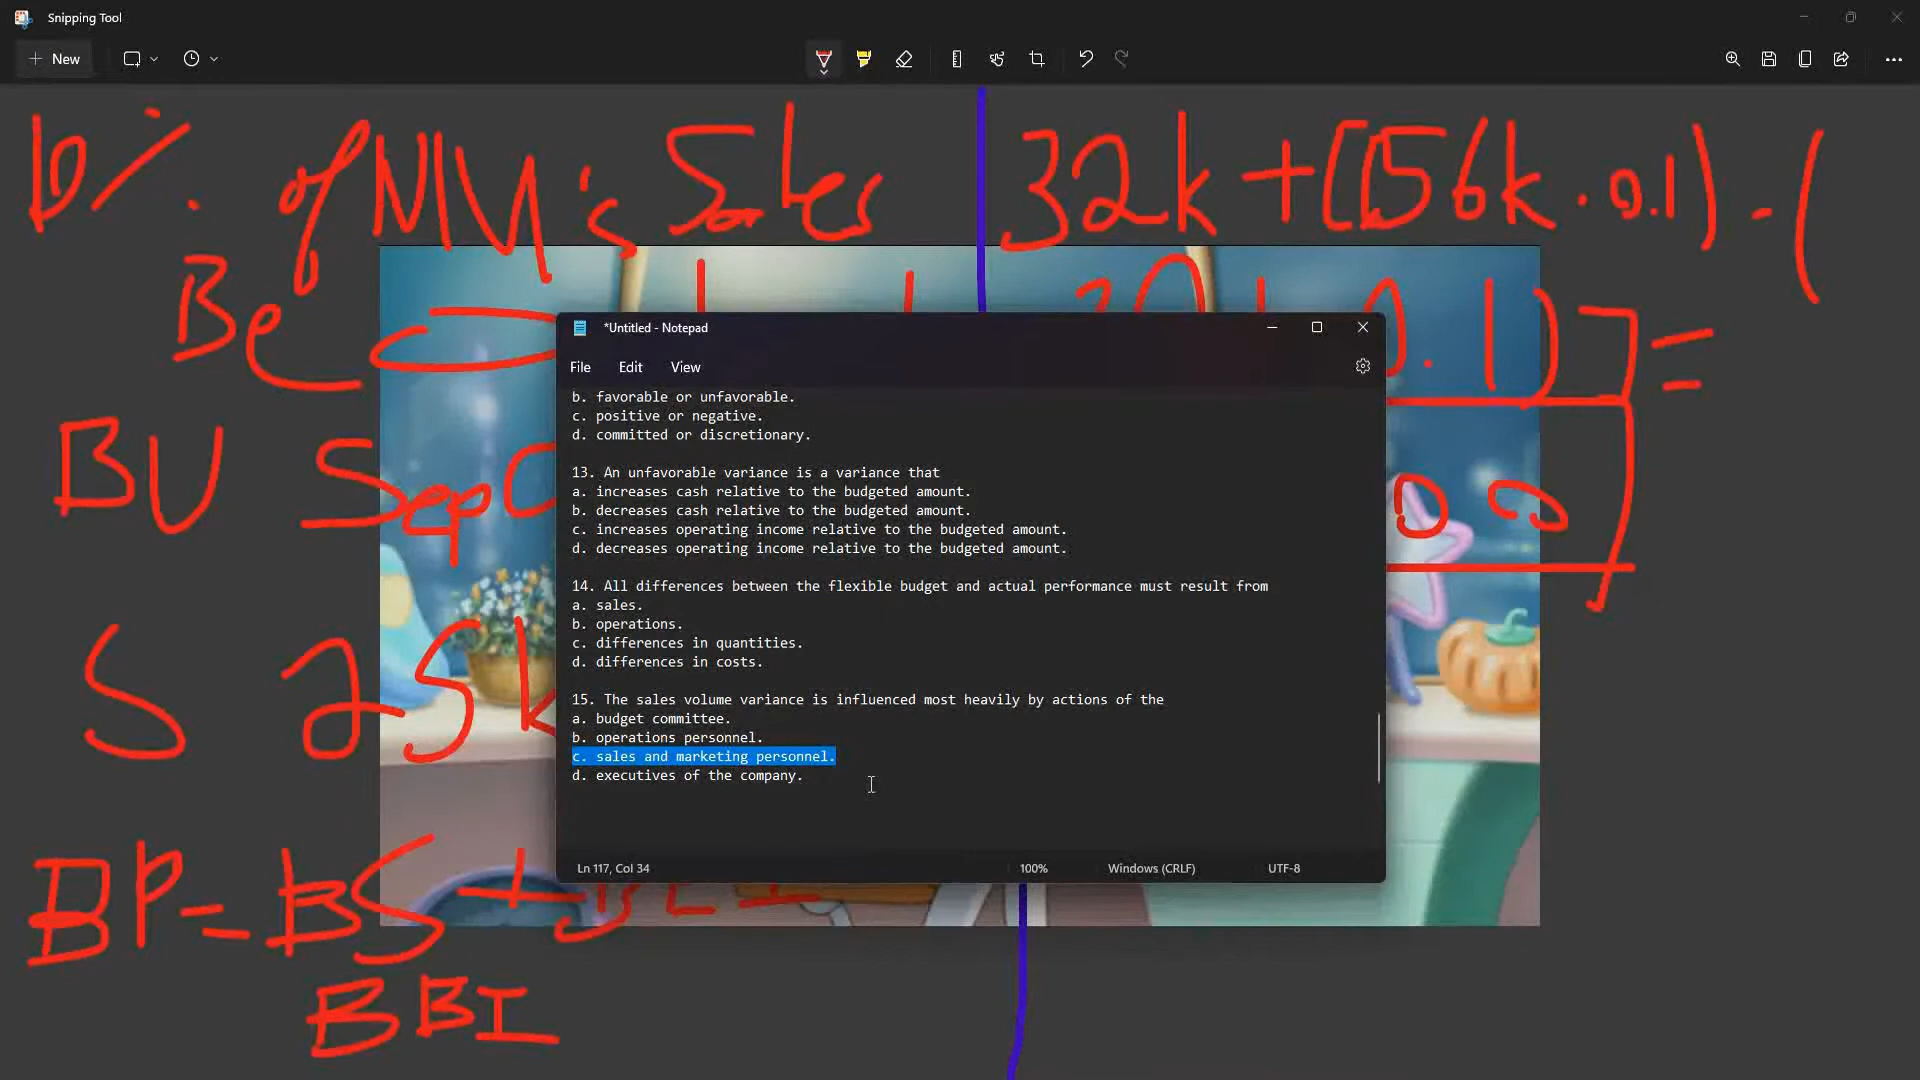 Snipping Tool
New
10% of NM's Sales
32k + [(56k · 0.1) - (
Be
0.1)] =
*Untitled - Notepad
File Edit View
b. favorable or unfavorable.
c. positive or negative.
d. committed or discretionary.
BU Sep
00
13. An unfavorable variance is a variance that
a. increases cash relative to the budgeted amount.
b. decreases cash relative to the budgeted amount.
c. increases operating income relative to the budgeted amount.
d. decreases operating income relative to the budgeted amount.
14. All differences between the flexible budget and actual performance must result from
a. sales.
b. operations.
c. differences in quantities.
d. differences in costs.
S 25k
15. The sales volume variance is influenced most heavily by actions of the
a. budget committee.
b. operations personnel.
c. sales and marketing personnel.
d. executives of the company.
Ln 117, Col 34 100% Windows (CRLF) UTF-8
BP = BS +
BBI